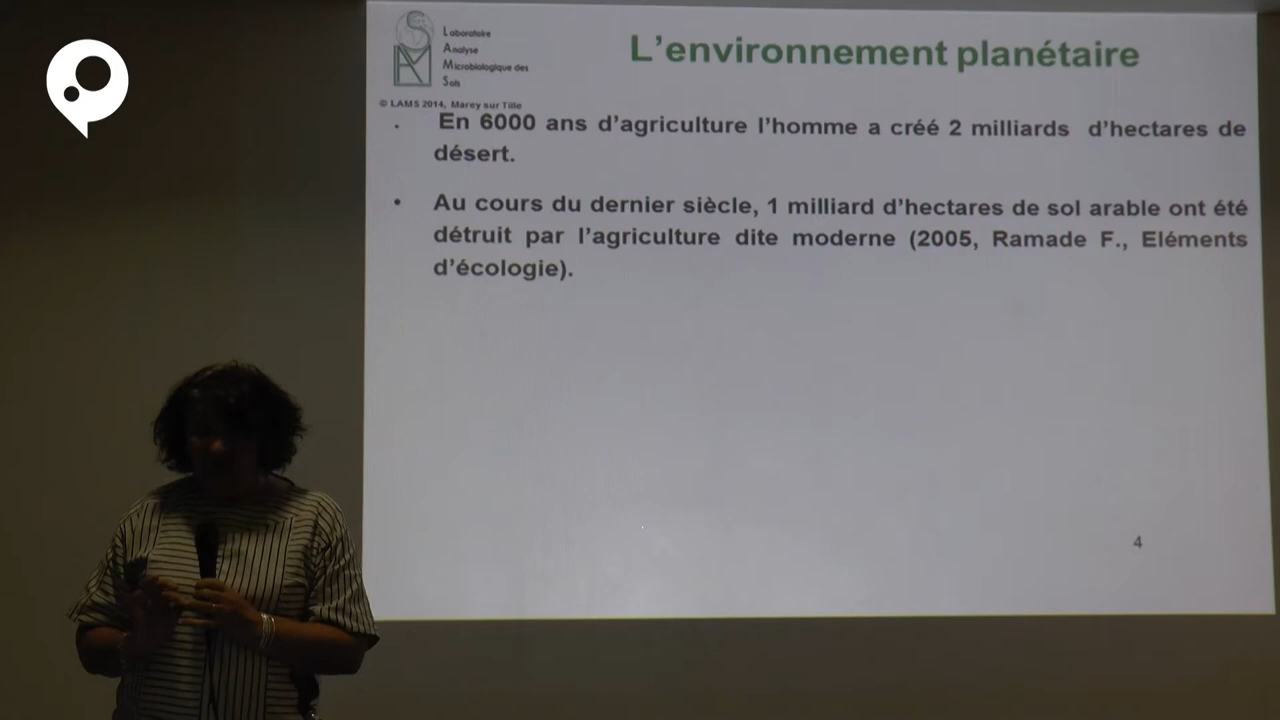 Laboratoire
Analyse
Microbiologique des
Sols
SAM
© LAMS 2014, Marey sur Tille
L'environnement planétaire
. En 6000 ans d'agriculture l'homme a créé 2 milliards d'hectares de
désert.
• Au cours du dernier siècle, 1 milliard d'hectares de sol arable ont été
détruit par l'agriculture dite moderne (2005, Ramade F., Eléments
d'écologie).
4